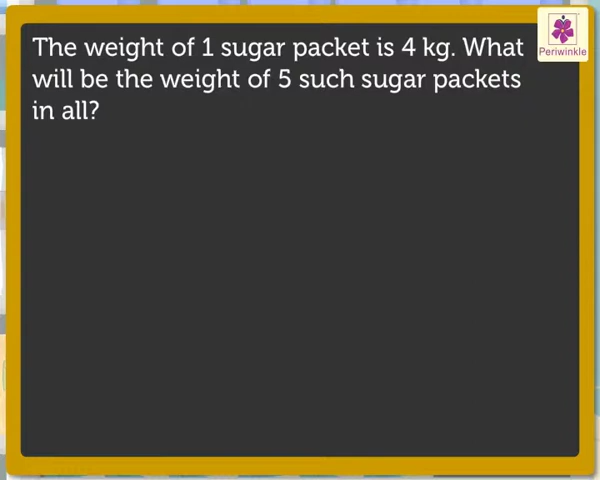 The weight of 1 sugar packet is 4 kg. What
will be the weight of 5 such sugar packets
in all?
Periwinkle